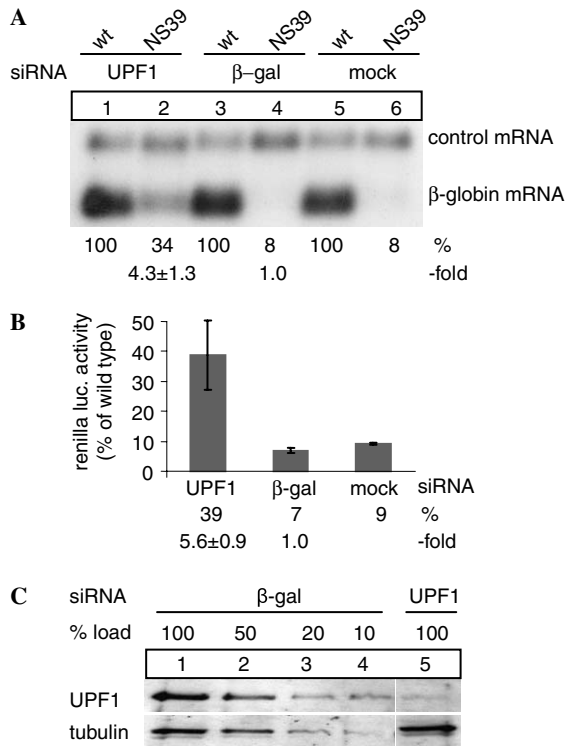 A
wt NS39 wt NS39 wt NS39
siRNA UPF1 β–gal mock
1 2 3 4 5 6
control mRNA
β-globin mRNA
100 34 100 8 100 8 %
4.3±1.3 1.0 -fold
B
renilla luc. activity
(% of wild type)
50
40
30
20
10
0
UPF1 β-gal mock siRNA
39 7 9 %
5.6±0.9 1.0 -fold
C
siRNA β-gal UPF1
% load 100 50 20 10 100
1 2 3 4 5
UPF1
tubulin